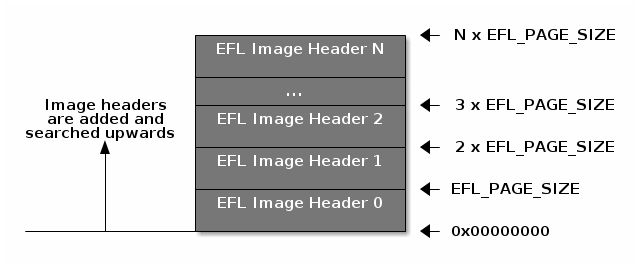 EFL Image Header N
...
EFL Image Header 2
EFL Image Header 1
EFL Image Header 0
Image headers
are added and
searched upwards
N x EFL_PAGE_SIZE
3 x EFL_PAGE_SIZE
2 x EFL_PAGE_SIZE
EFL_PAGE_SIZE
0x00000000